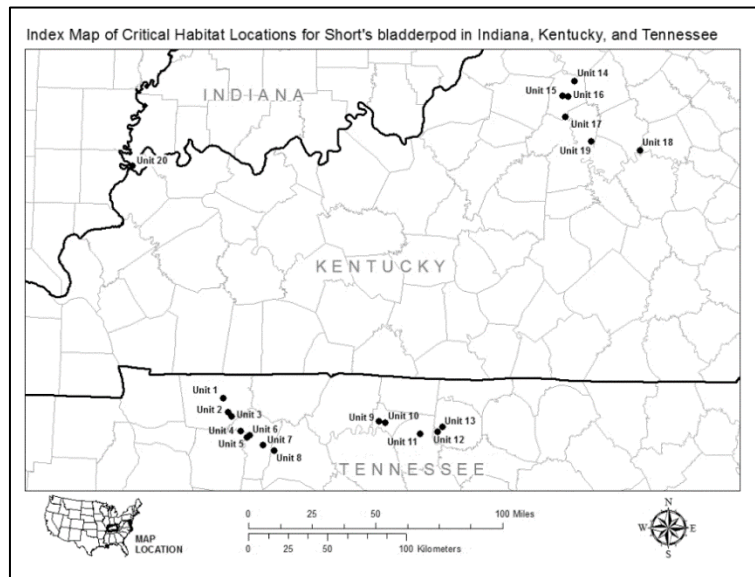 Index Map of Critical Habitat Locations for Short's bladderpod in Indiana, Kentucky, and Tennessee
Unit 14
INDIANA
Unit 15
Unit 16
Unit 17
Unit 19
Unit 18
Unit 20
KENTUCKY
Unit 1
Unit 2
Unit 3
Unit 4
Unit 6
Unit 5
Unit 7
Unit 8
Unit 9
Unit 10
Unit 13
Unit 11
Unit 12
TENNESSEE
MAP
LOCATION
0 25 50 100 Miles
0 25 50 100 Kilometers
N
W E
S